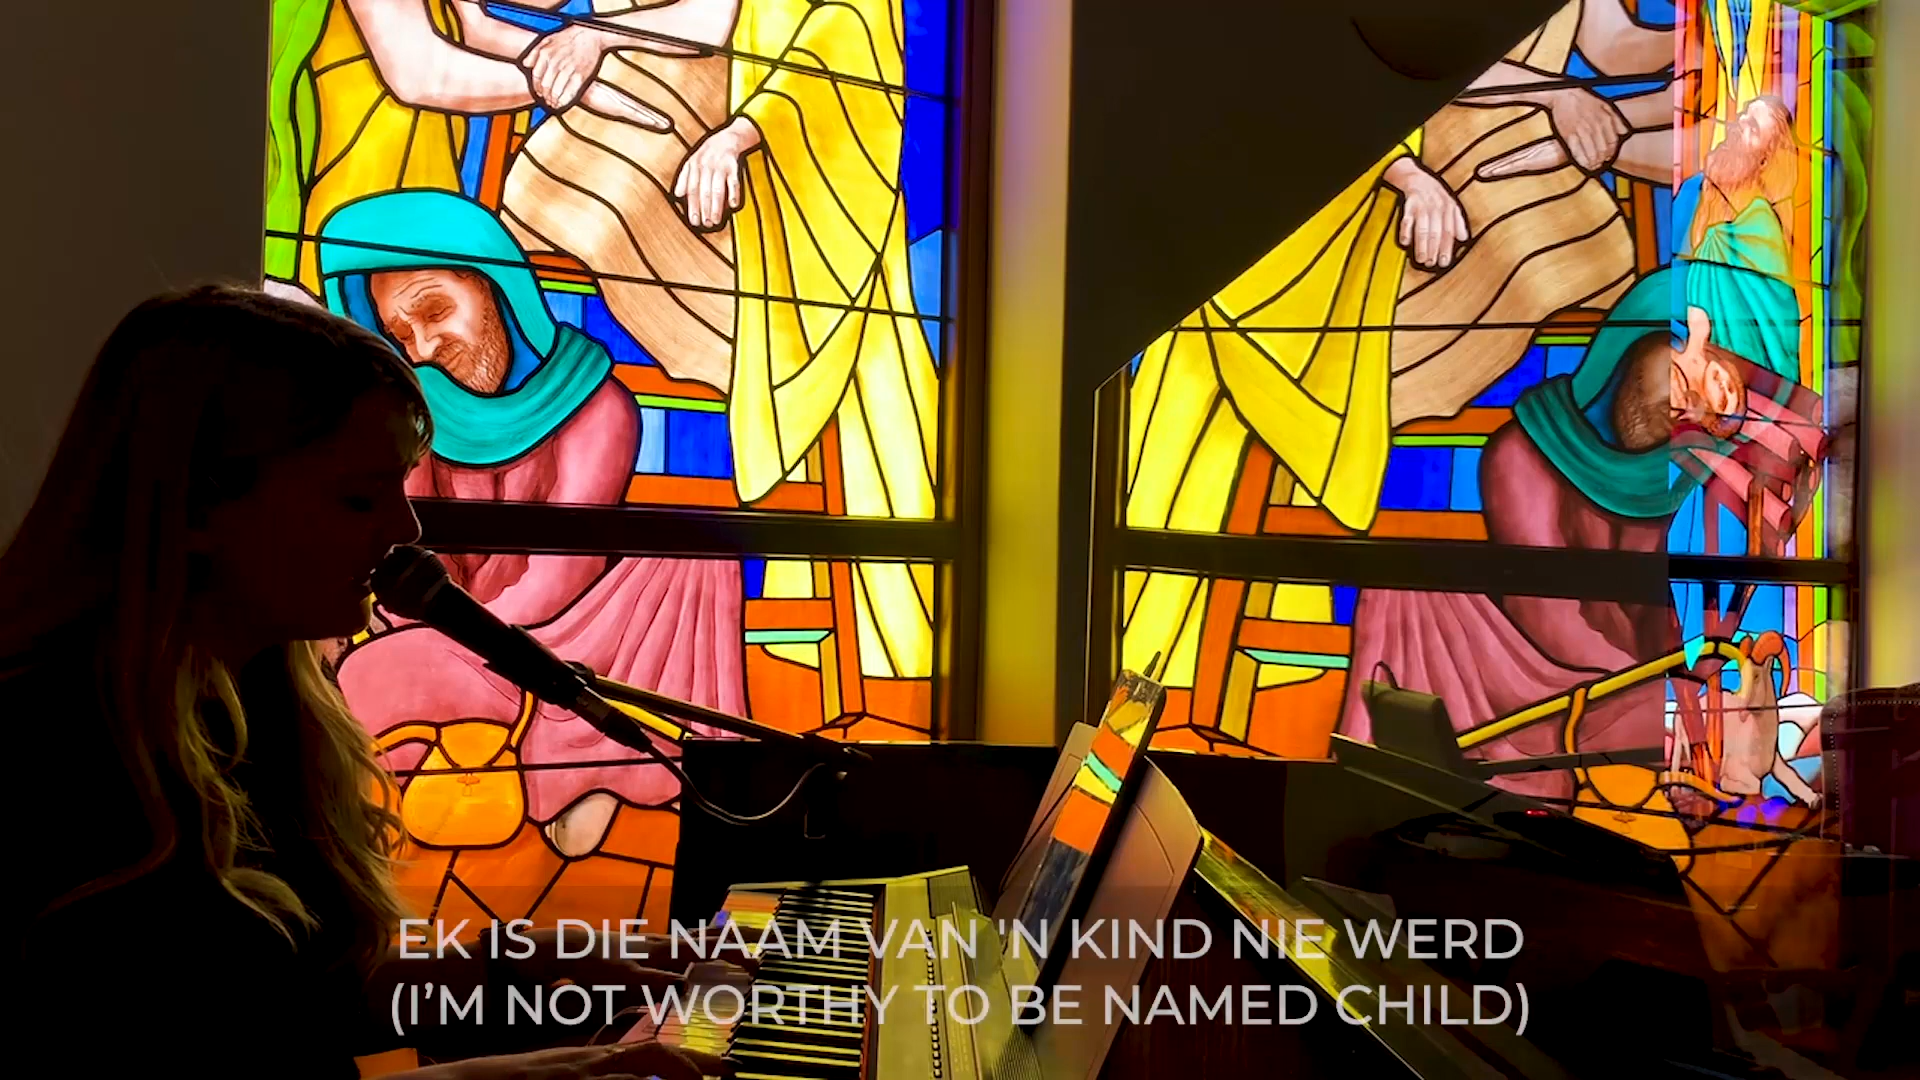 EK IS DIE NAAM VAN 'N KIND NIE WERD
(I’M NOT WORTHY TO BE NAMED CHILD)